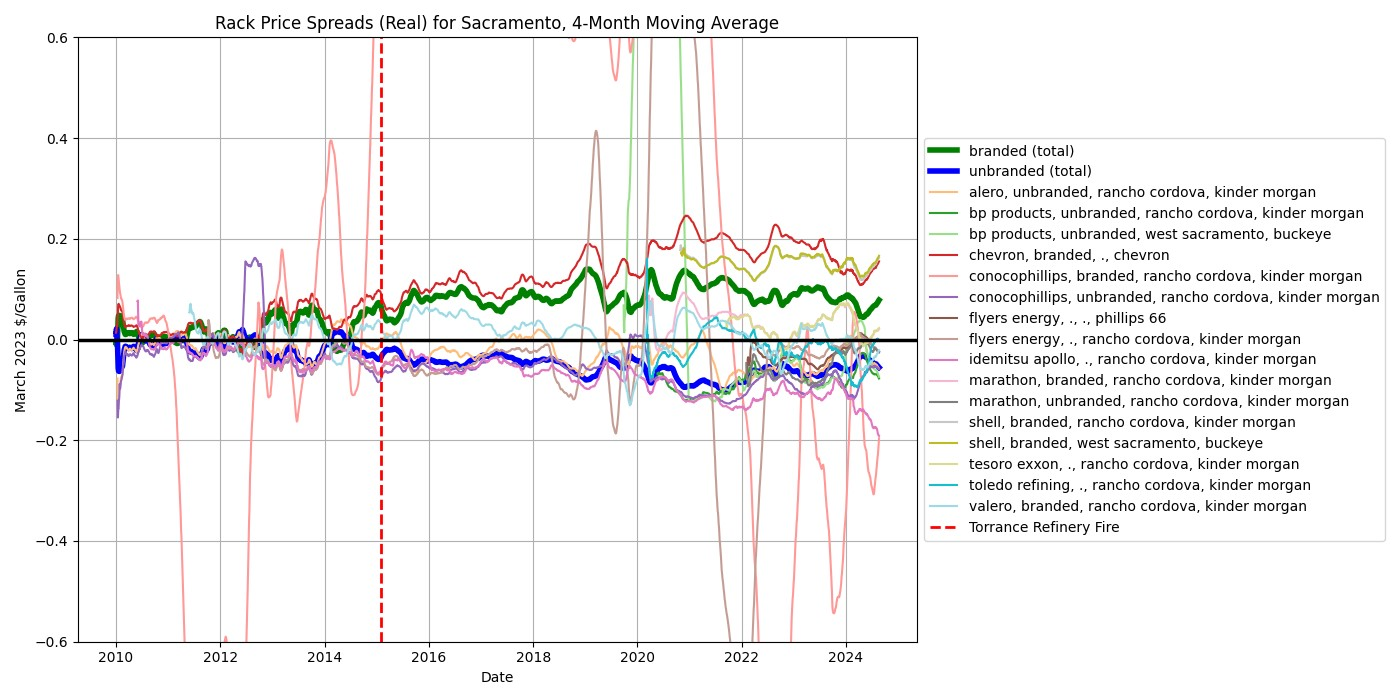 Rack Price Spreads (Real) for Sacramento, 4-Month Moving Average
March 2023 $/Gallon
0.6
0.4
0.2
0.0
−0.2
−0.4
−0.6
2010 2012 2014 2016 2018 2020 2022 2024
Date
branded (total)
unbranded (total)
alero, unbranded, rancho cordova, kinder morgan
bp products, unbranded, rancho cordova, kinder morgan
bp products, unbranded, west sacramento, buckeye
chevron, branded, ., chevron
conocophillips, branded, rancho cordova, kinder morgan
conocophillips, unbranded, rancho cordova, kinder morgan
flyers energy, ., ., phillips 66
flyers energy, ., rancho cordova, kinder morgan
idemitsu apollo, ., rancho cordova, kinder morgan
marathon, branded, rancho cordova, kinder morgan
marathon, unbranded, rancho cordova, kinder morgan
shell, branded, rancho cordova, kinder morgan
shell, branded, west sacramento, buckeye
tesoro exxon, ., rancho cordova, kinder morgan
toledo refining, ., rancho cordova, kinder morgan
valero, branded, rancho cordova, kinder morgan
Torrance Refinery Fire